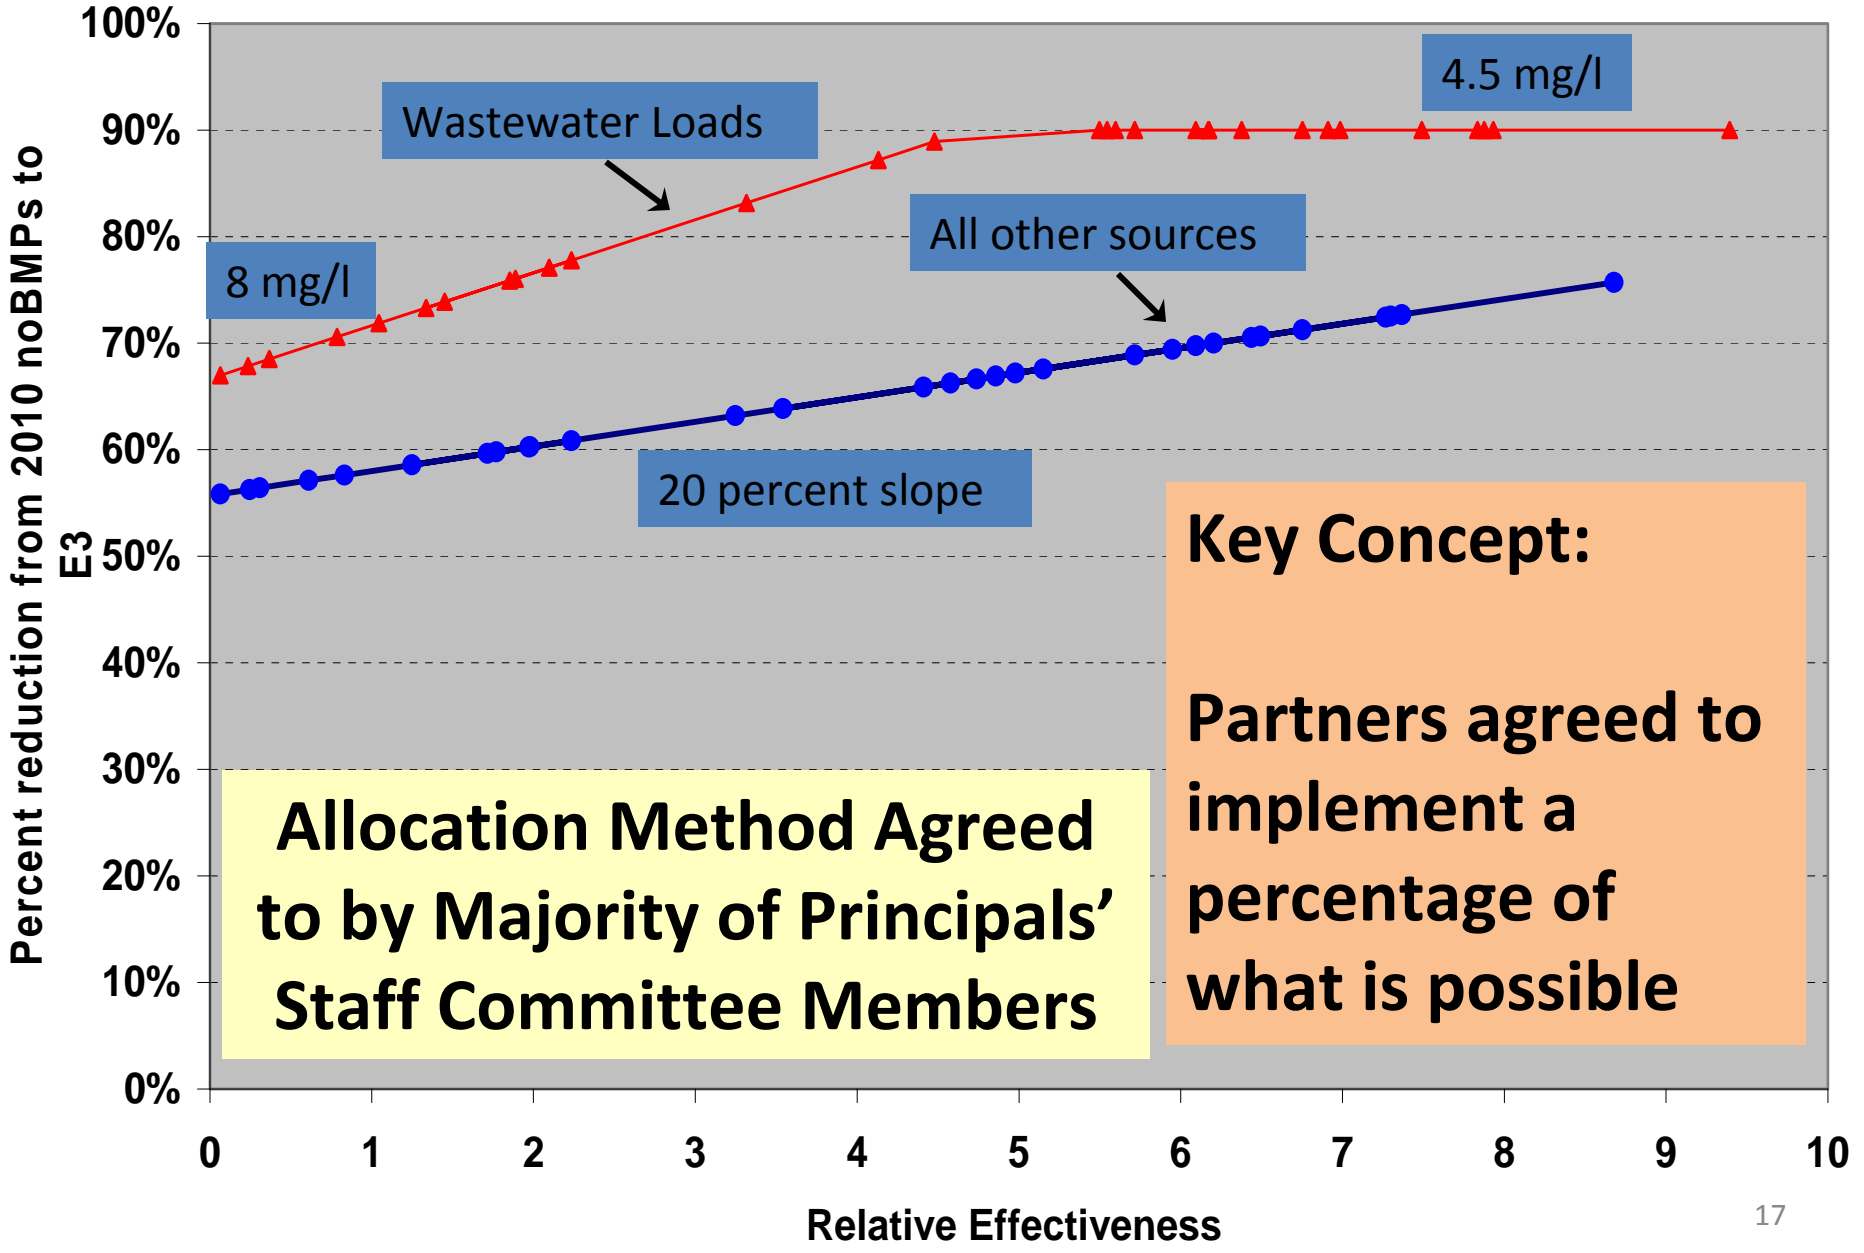 Percent reduction from 2010 noBMPs to
E3
100%
90%
80%
70%
60%
50%
40%
30%
20%
10%
0%
Wastewater Loads
4.5 mg/l
All other sources
8 mg/l
20 percent slope
Key Concept:
Partners agreed to
implement a
percentage of
what is possible
Allocation Method Agreed
to by Majority of Principals’
Staff Committee Members
0 1 2 3 4 5 6 7 8 9 10
Relative Effectiveness
17